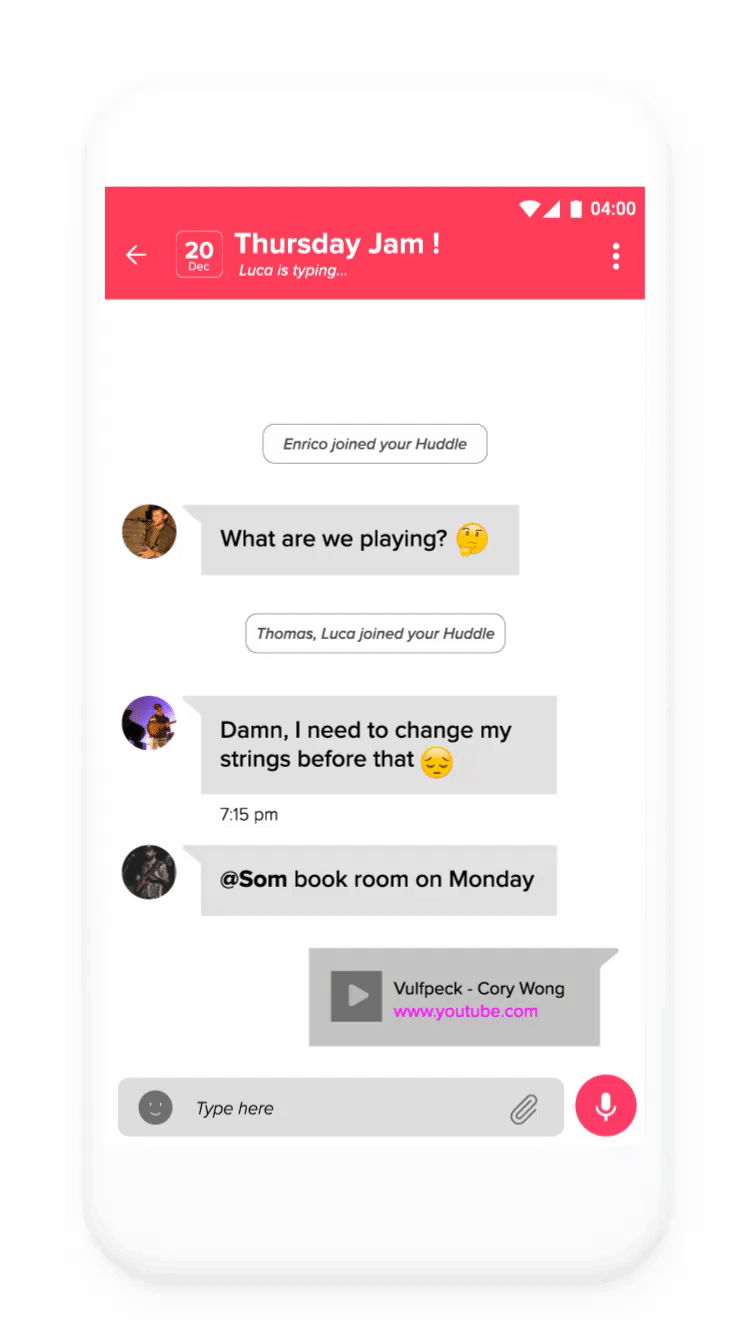 04:00
20
Dec
Thursday Jam !
Luca is typing...
Enrico joined your Huddle
What are we playing? 🤔
Thomas, Luca joined your Huddle
Damn, I need to change my
strings before that 😔
7:15 pm
@Som book room on Monday
Vulfpeck - Cory Wong
www.youtube.com
Type here